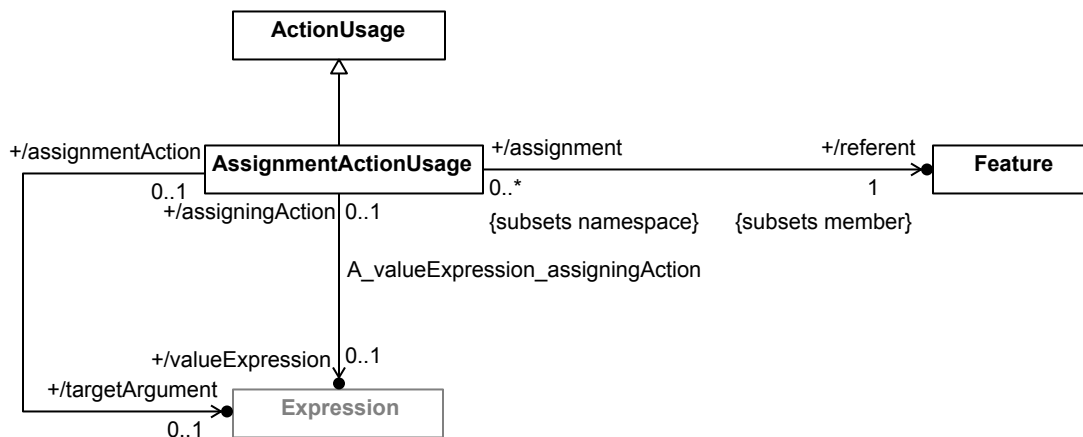 ActionUsage
+/assignmentAction
AssignmentActionUsage
+/assignment
+/referent
Feature
0..1
+/assigningAction
0..1
0..*
1
{subsets namespace}
{subsets member}
A_valueExpression_assigningAction
+/valueExpression
0..1
+/targetArgument
Expression
0..1